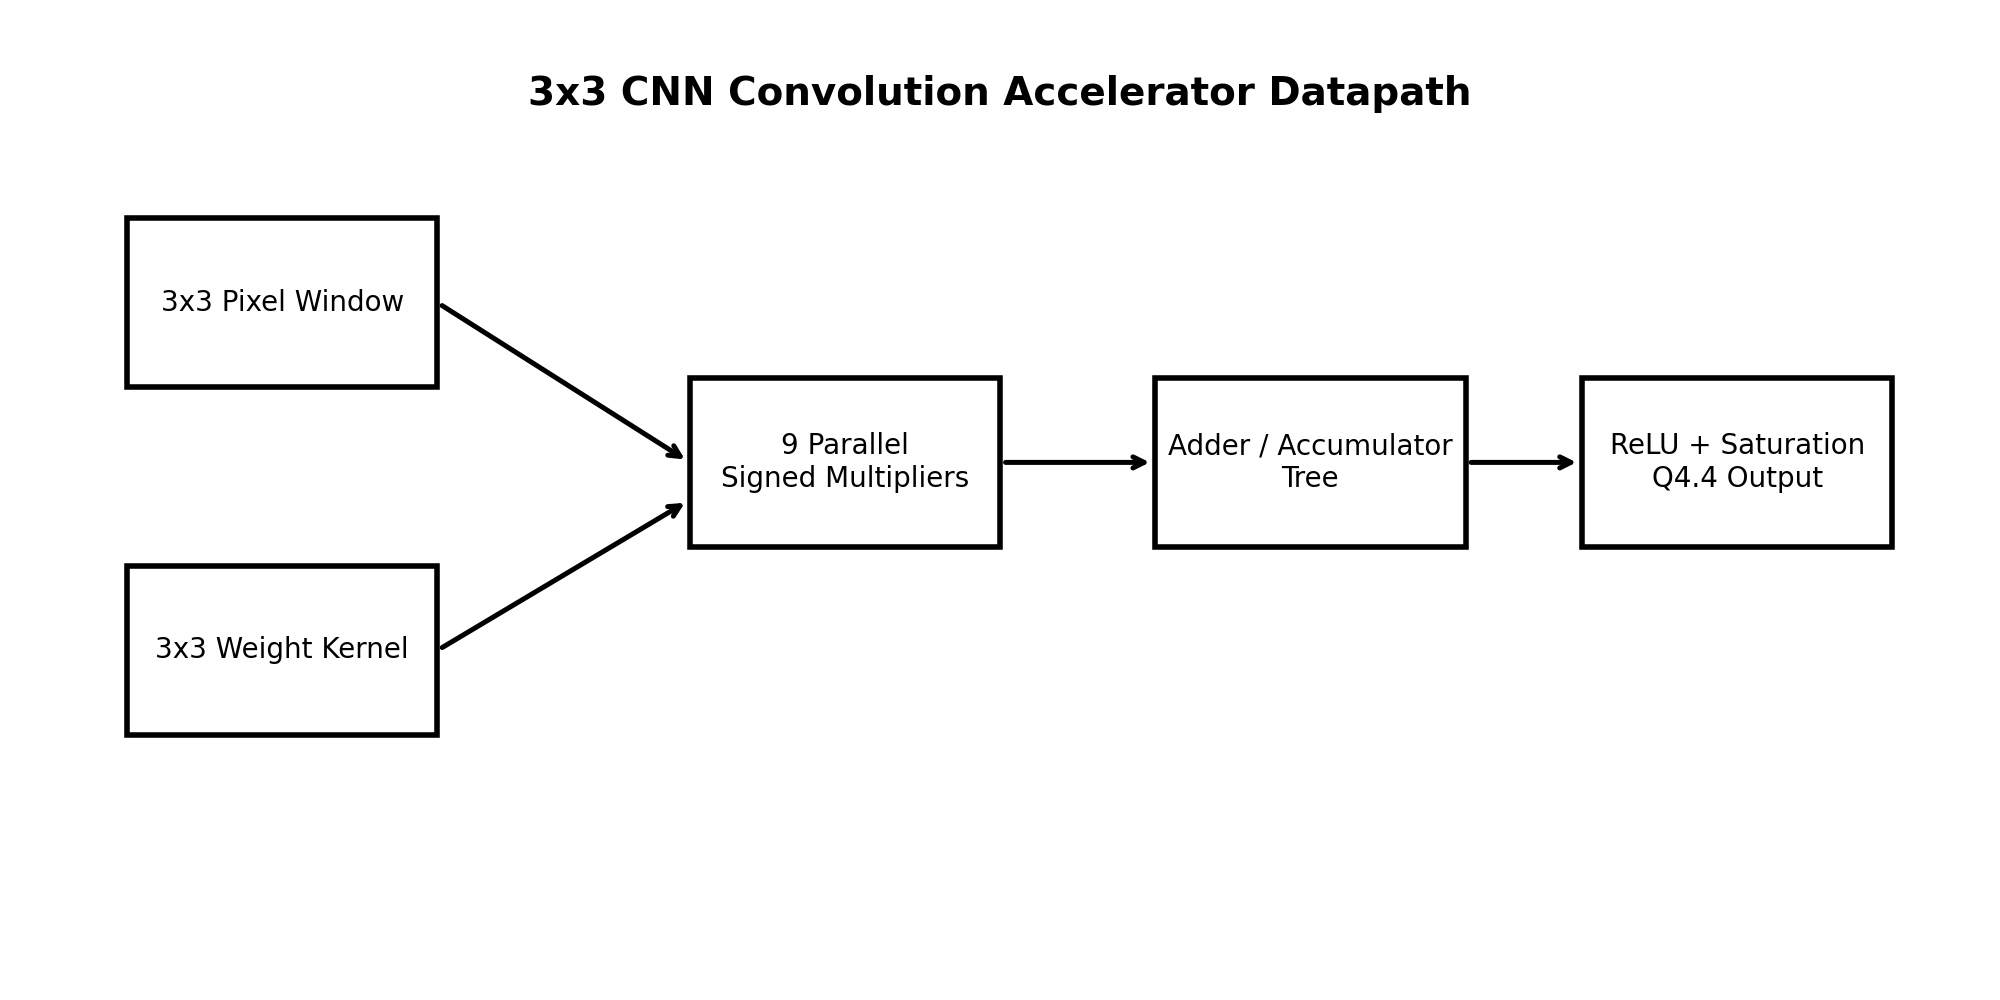 3x3 CNN Convolution Accelerator Datapath
3x3 Pixel Window
3x3 Weight Kernel
9 Parallel
Signed Multipliers
Adder / Accumulator
Tree
ReLU + Saturation
Q4.4 Output